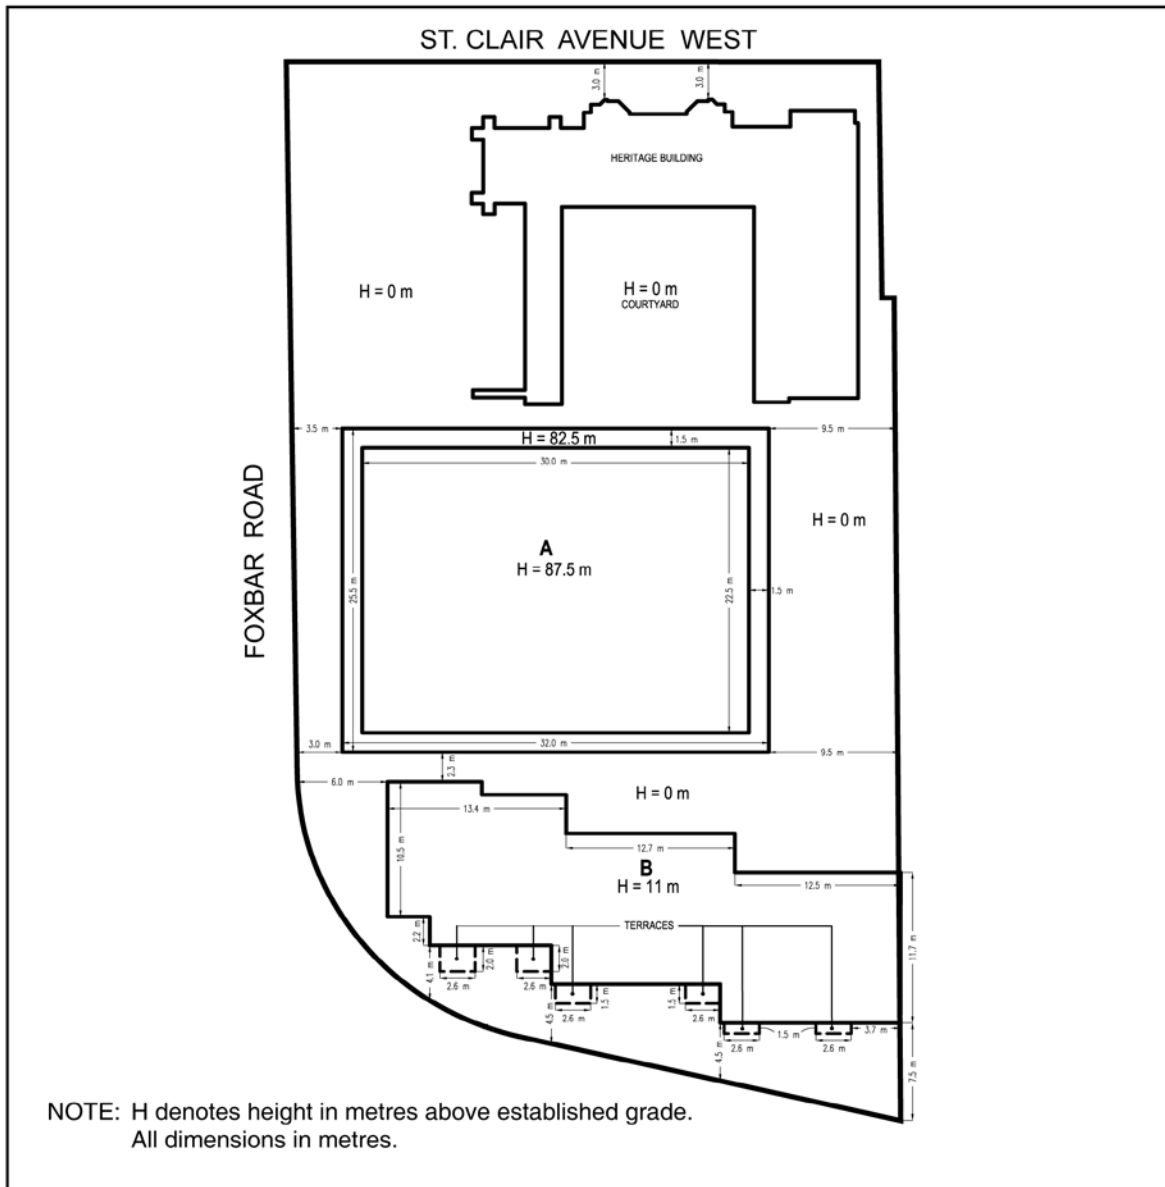 ST. CLAIR AVENUE WEST
3.0 m
3.0 m
HERITAGE BUILDING
H = 0 m
H = 0 m
COURTYARD
3.5 m
H = 82.5 m
1.5 m
9.5 m
30.0 m
FOXBAR ROAD
H = 0 m
A
H = 87.5 m
25.5 m
22.5 m
1.5 m
3.0 m
32.0 m
9.5 m
2.3 m
6.0 m
H = 0 m
13.4 m
10.5 m
12.7 m
B
H = 11 m
12.5 m
TERRACES
2.2 m
11.7 m
4.1 m
2.0 m
2.0 m
2.6 m
2.6 m
4.5 m
1.5 m
1.5 m
2.6 m
2.6 m
1.5 m
3.7 m
2.6 m
2.6 m
4.5 m
7.5 m
NOTE: H denotes height in metres above established grade.
All dimensions in metres.